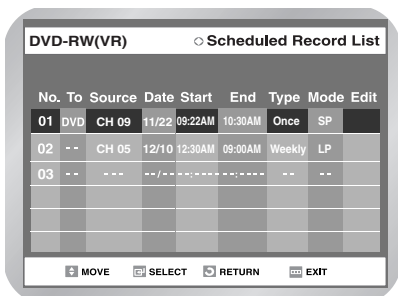 DVD-RW(VR) Scheduled Record List
No. To Source Date Start End Type Mode Edit
01 DVD CH 09 11/22 09:22AM 10:30AM Once SP
02 -- CH 05 12/10 12:30AM 09:00AM Weekly LP
03 -- --- --/-- --:-- --:---- -- --
MOVE SELECT RETURN EXIT